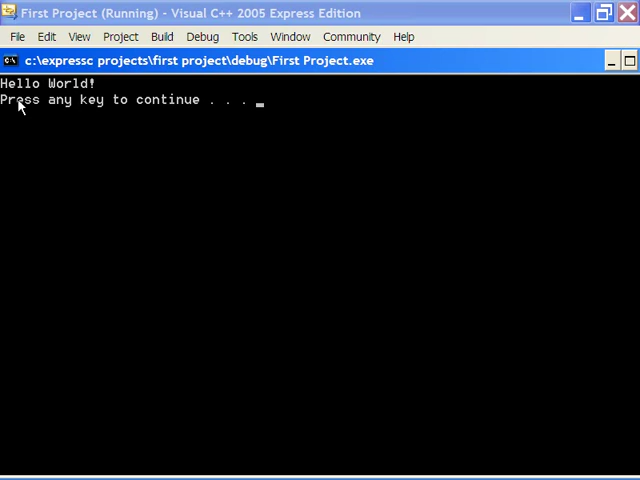 First Project (Running) - Visual C++ 2005 Express Edition
File Edit View Project Build Debug Tools Window Community Help
C:\ c:\expressc projects\first project\debug\First Project.exe
Hello World!
Press any key to continue . . . _